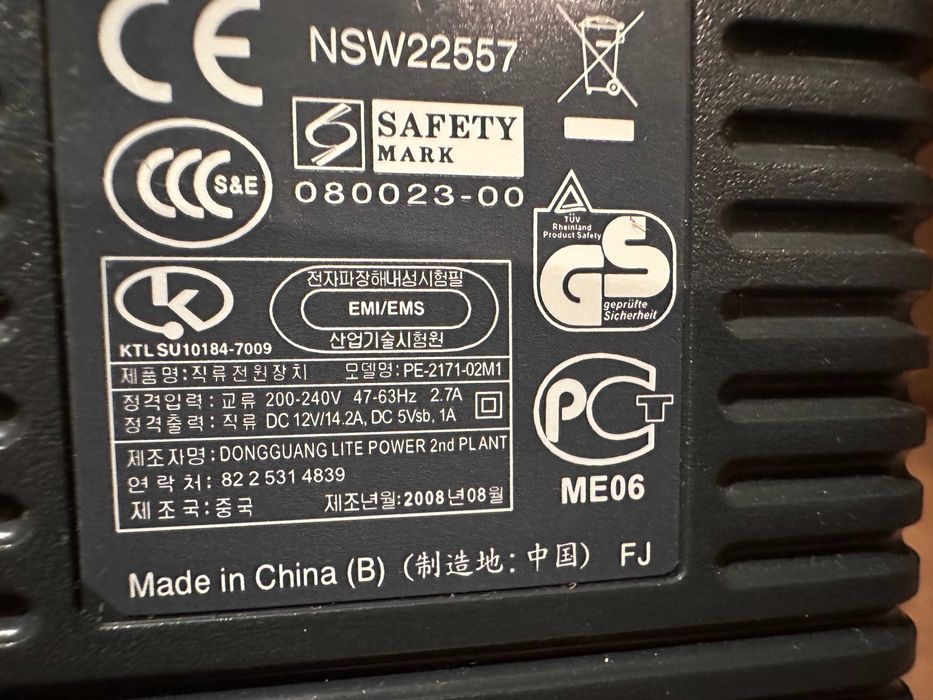 CE
NSW22557
SAFETY
MARK
080023-00
CCC S&E
TÜV
Rheinland
Product Safety
GS
geprüfte
Sicherheit
K
KTL SU10184-7009
전자파장해내성시험필
EMI/EMS
산업기술시험원
제품명:직류전원장치 모델명:PE-2171-02M1
정격입력:교류 200-240V 47-63Hz 2.7A
정격출력:직류 DC 12V/14.2A, DC 5Vsb, 1A
제조자명:DONGGUANG LITE POWER 2nd PLANT
연락처: 82 2 531 4839
제조국:중국 제조년월:2008년08월
PCT
ME06
Made in China (B) (制造地:中国) FJ